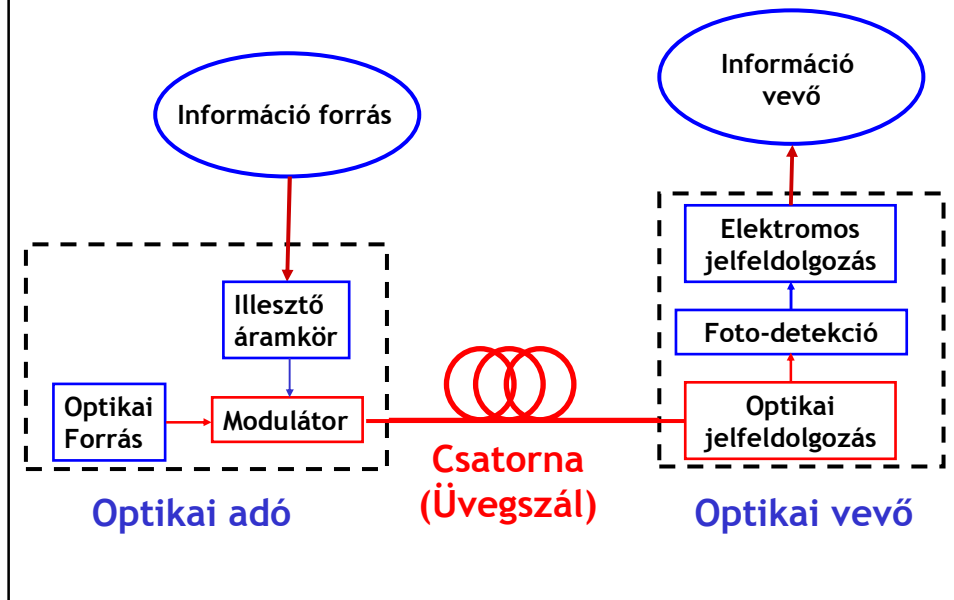 Információ forrás
Információ
vevő
Illesztő
áramkör
Optikai
Forrás
Modulátor
Elektromos
jelfeldolgozás
Foto-detekció
Optikai
jelfeldolgozás
Csatorna
(Üvegszál)
Optikai adó
Optikai vevő